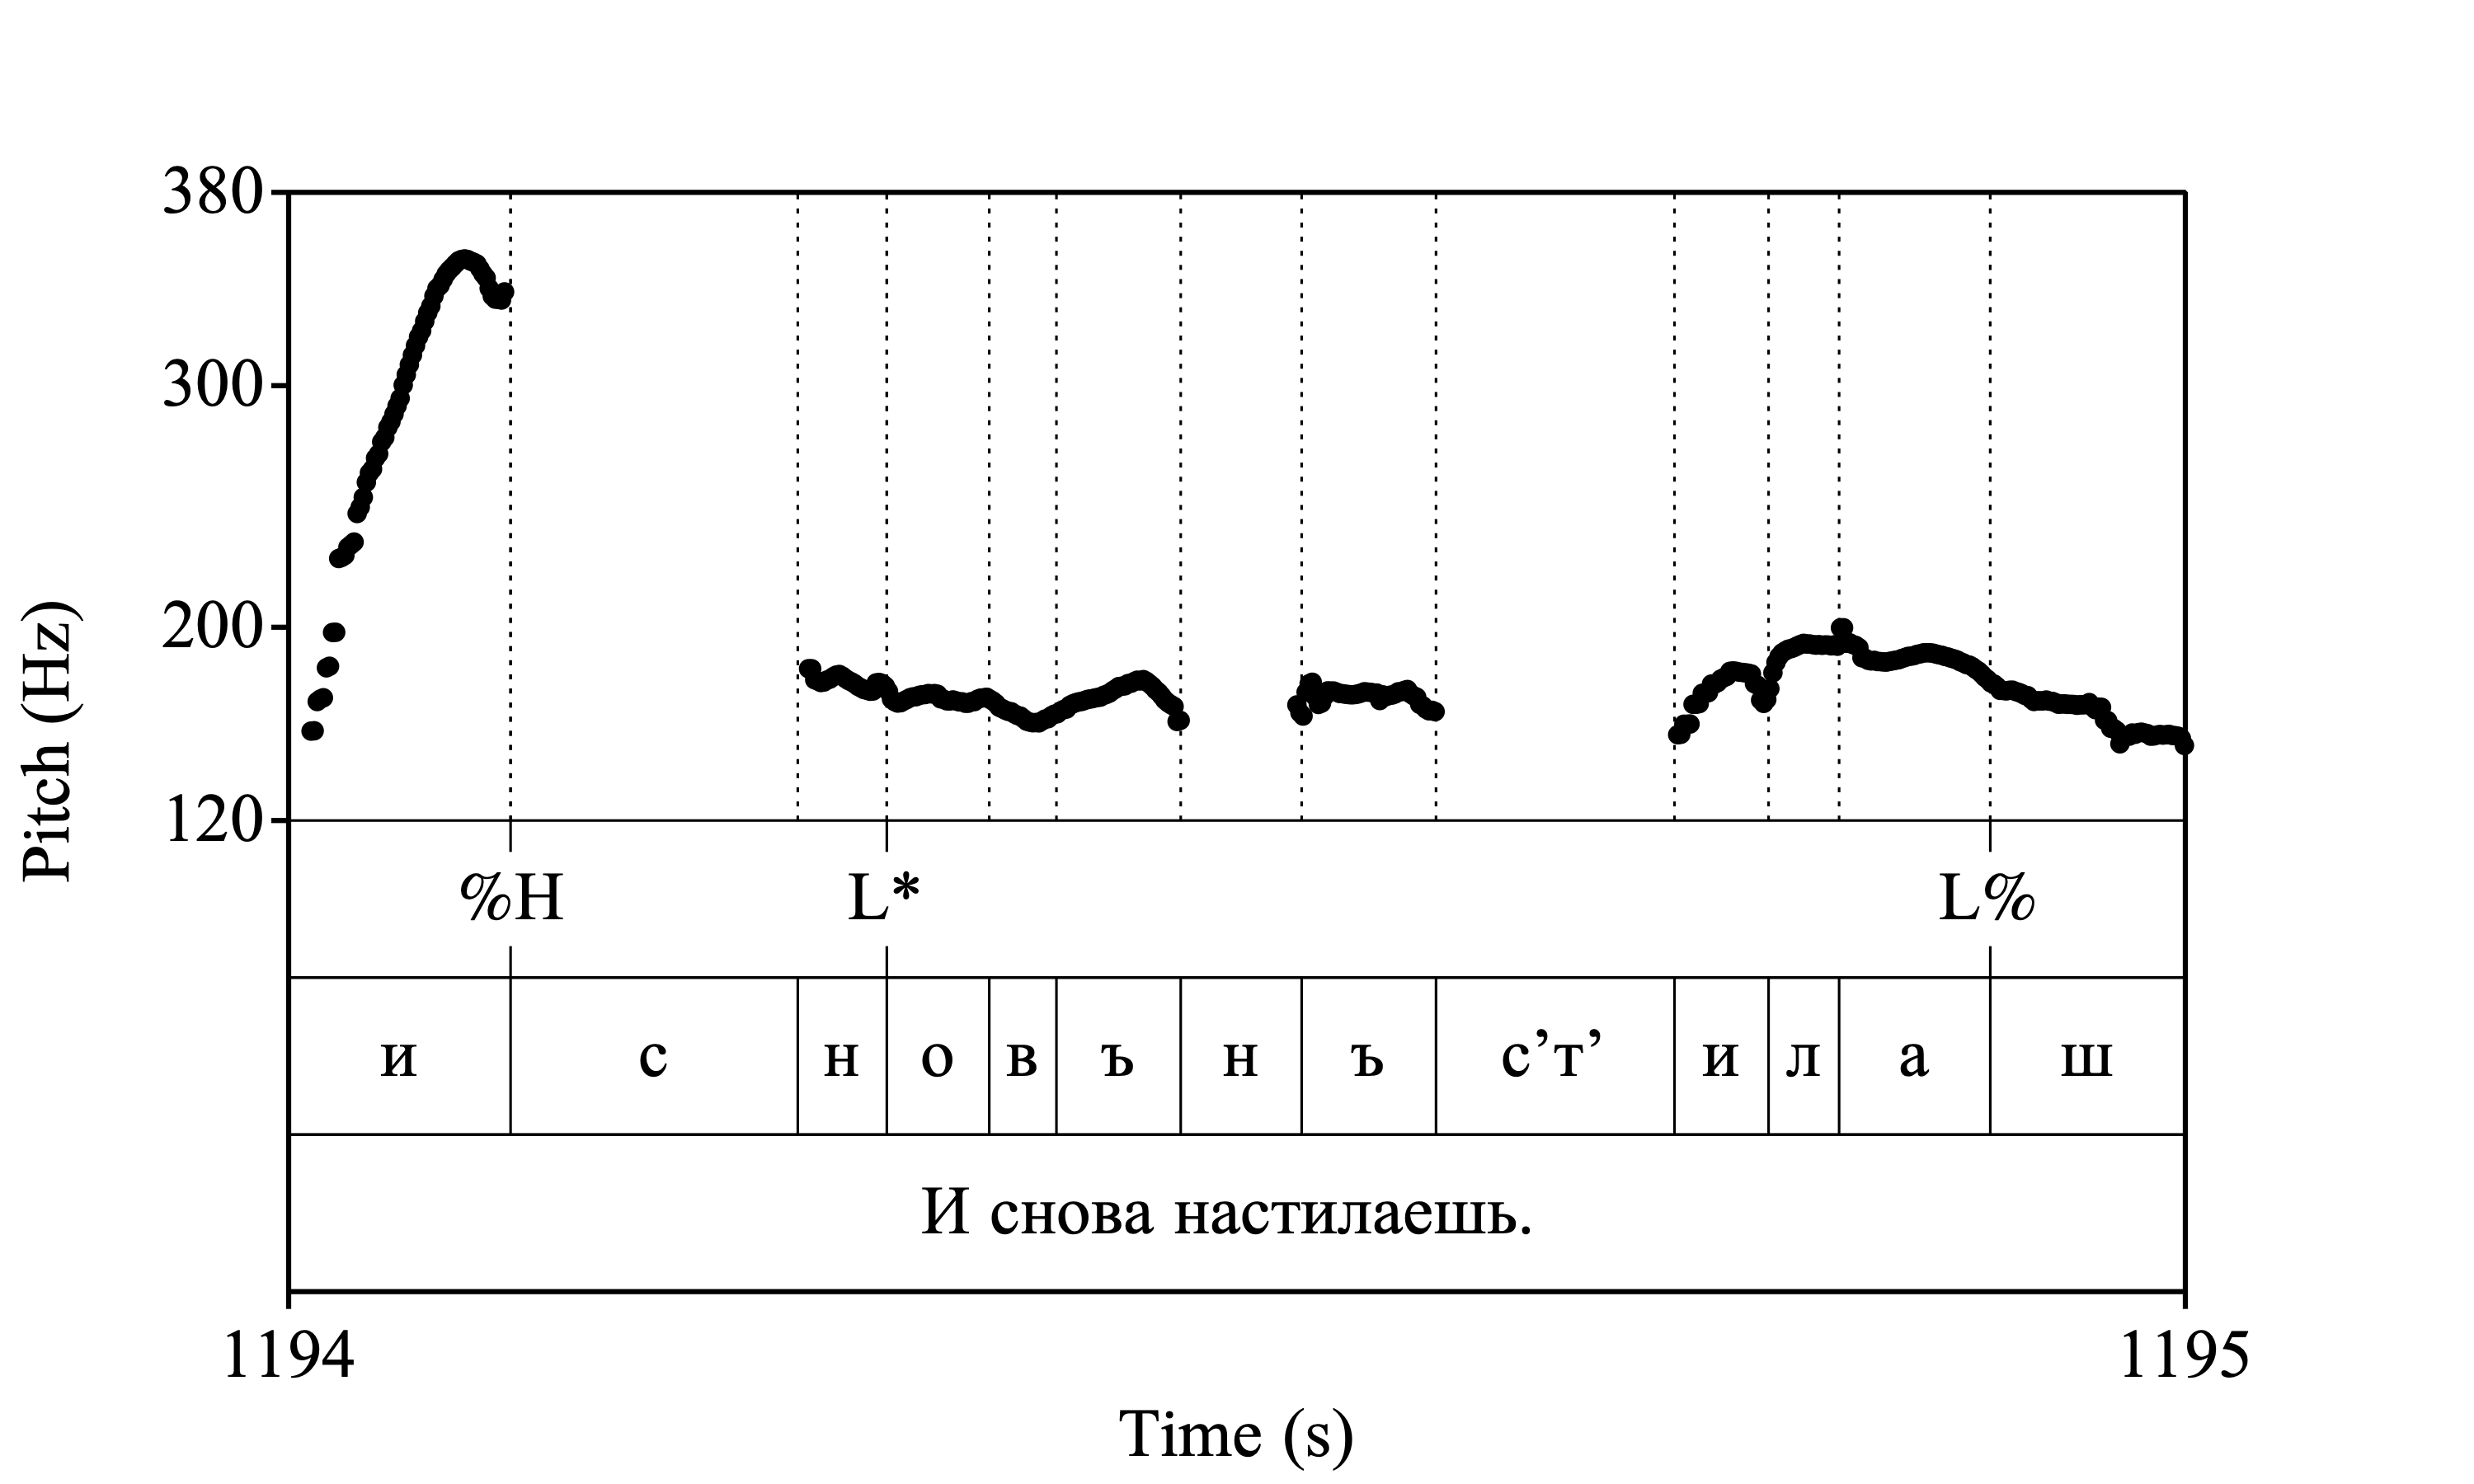 380
300
200
120
Pitch (Hz)
%H L* L%
и с н о в ъ н ъ с’т’ и л а ш
И снова настилаешь.
1194 1195
Time (s)